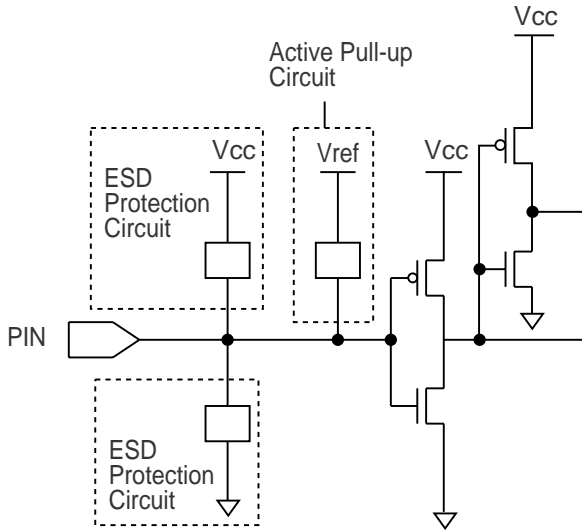 Vcc
Active Pull-up
Circuit
Vcc
Vref
Vcc
ESD
Protection
Circuit
PIN
ESD
Protection
Circuit